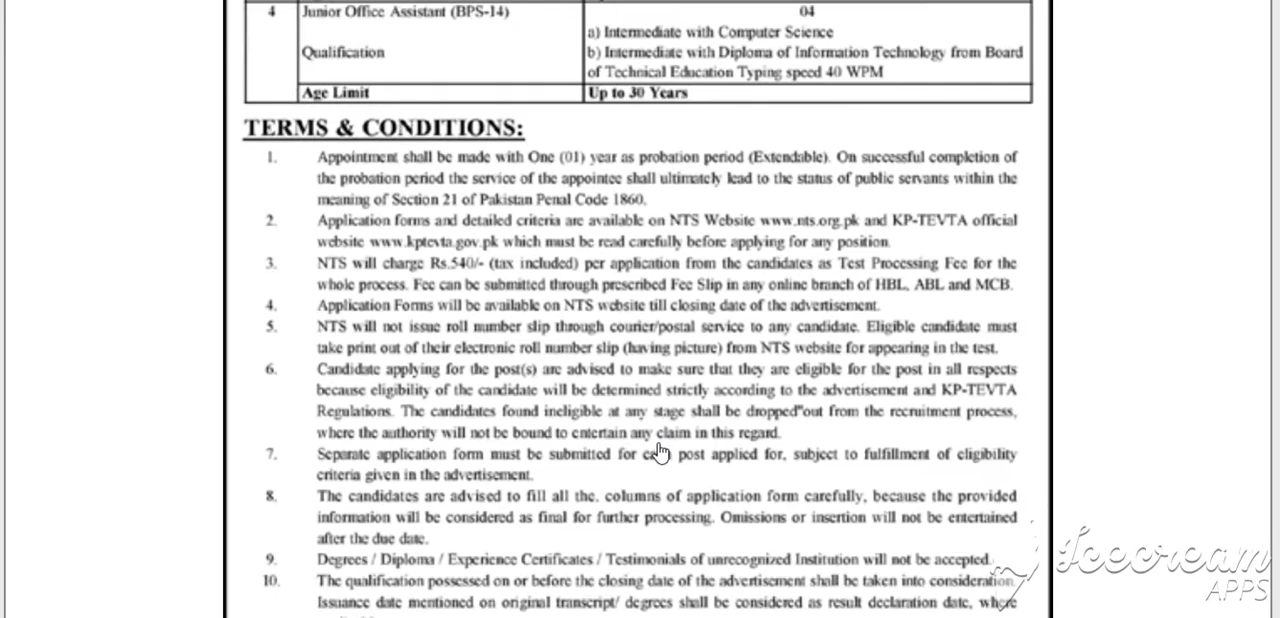 4 Junior Office Assistant (BPS-14) 04
a) Intermediate with Computer Science
Qualification b) Intermediate with Diploma of Information Technology from Board
of Technical Education Typing speed 40 WPM
Age Limit Up to 30 Years
TERMS & CONDITIONS:
1. Appointment shall be made with One (01) year as probation period (Extendable). On successful completion of
the probation period the service of the appointee shall ultimately lead to the status of public servants within the
meaning of Section 21 of Pakistan Penal Code 1860.
2. Application forms and detailed criteria are available on NTS Website www.nts.org.pk and KP-TEVTA official
website www.kptevta.gov.pk which must be read carefully before applying for any position.
3. NTS will charge Rs.540/- (tax included) per application from the candidates as Test Processing Fee for the
whole process. Fee can be submitted through prescribed Fee Slip in any online branch of HBL, ABL and MCB.
4. Application Forms will be available on NTS website till closing date of the advertisement.
5. NTS will not issue roll number slip through courier/postal service to any candidate. Eligible candidate must
take print out of their electronic roll number slip (having picture) from NTS website for appearing in the test.
6. Candidate applying for the post(s) are advised to make sure that they are eligible for the post in all respects
because eligibility of the candidate will be determined strictly according to the advertisement and KP-TEVTA
Regulations. The candidates found ineligible at any stage shall be dropped out from the recruitment process,
where the authority will not be bound to entertain any claim in this regard.
7. Separate application form must be submitted for post applied for, subject to fulfillment of eligibility
criteria given in the advertisement.
8. The candidates are advised to fill all the. columns of application form carefully, because the provided
information will be considered as final for further processing. Omissions or insertion will not be entertained
after the due date.
9. Degrees / Diploma / Experience Certificates / Testimonials of unrecognized Institution will not be accepted.
10. The qualification possessed on or before the closing date of the advertisement shall be taken into consideration.
Issuance date mentioned on original transcript/ degrees shall be considered as result declaration date, where
Icecream
APPS